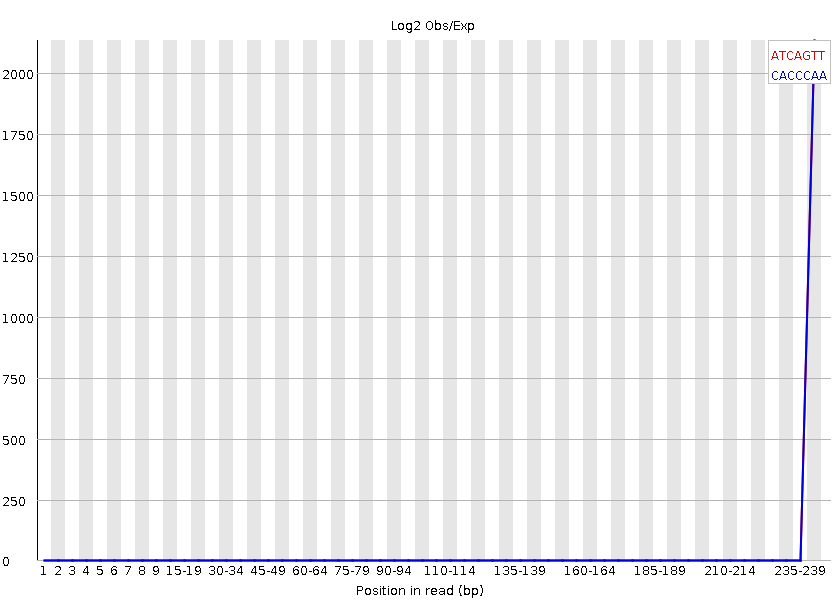 Log2 Obs/Exp
ATCAGTT
CACCCAA
2000
1750
1500
1250
1000
750
500
250
0
1 2 3 4 5 6 7 8 9 15-19 30-34 45-49 60-64 75-79 90-94 110-114 135-139 160-164 185-189 210-214 235-239
Position in read (bp)